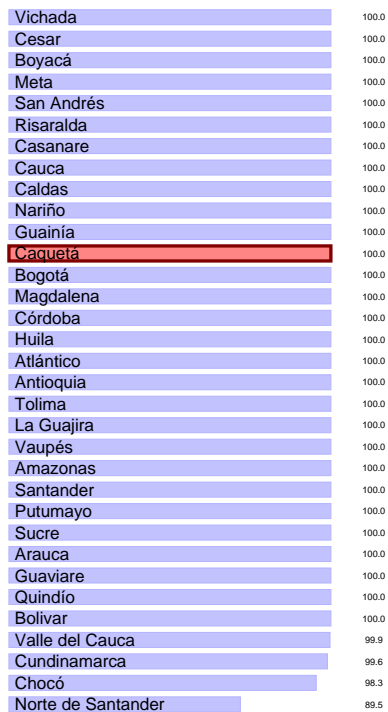 Vichada 100.0
Cesar 100.0
Boyacá 100.0
Meta 100.0
San Andrés 100.0
Risaralda 100.0
Casanare 100.0
Cauca 100.0
Caldas 100.0
Nariño 100.0
Guainía 100.0
Caquetá 100.0
Bogotá 100.0
Magdalena 100.0
Córdoba 100.0
Huila 100.0
Atlántico 100.0
Antioquia 100.0
Tolima 100.0
La Guajira 100.0
Vaupés 100.0
Amazonas 100.0
Santander 100.0
Putumayo 100.0
Sucre 100.0
Arauca 100.0
Guaviare 100.0
Quindío 100.0
Bolivar 100.0
Valle del Cauca 99.9
Cundinamarca 99.6
Chocó 98.3
Norte de Santander 89.5